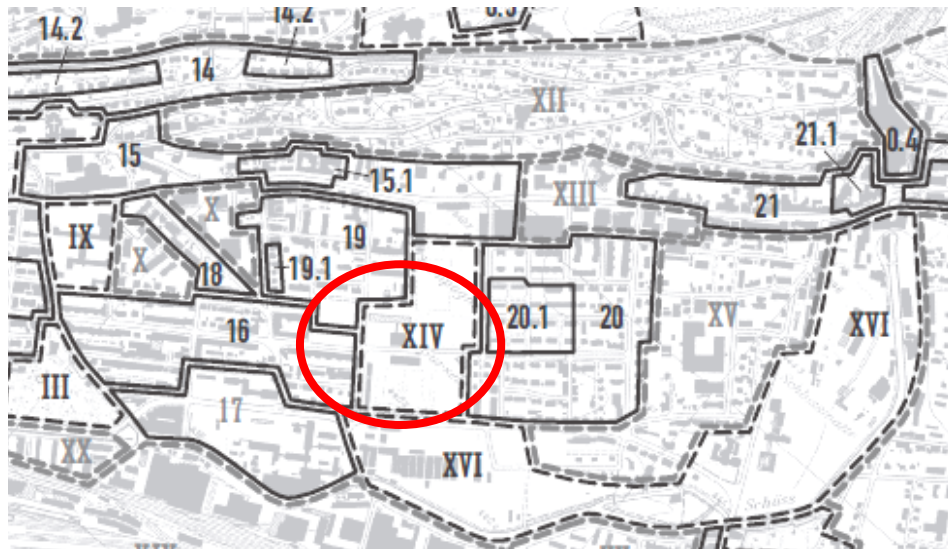 14.2
14.2
14
XII
21.1
0.4
15
15.1
XIII
21
IX
X
X
19
18
19.1
16
XIV
20.1
20
XV
XVI
III
17
XX
XVI
Schüss